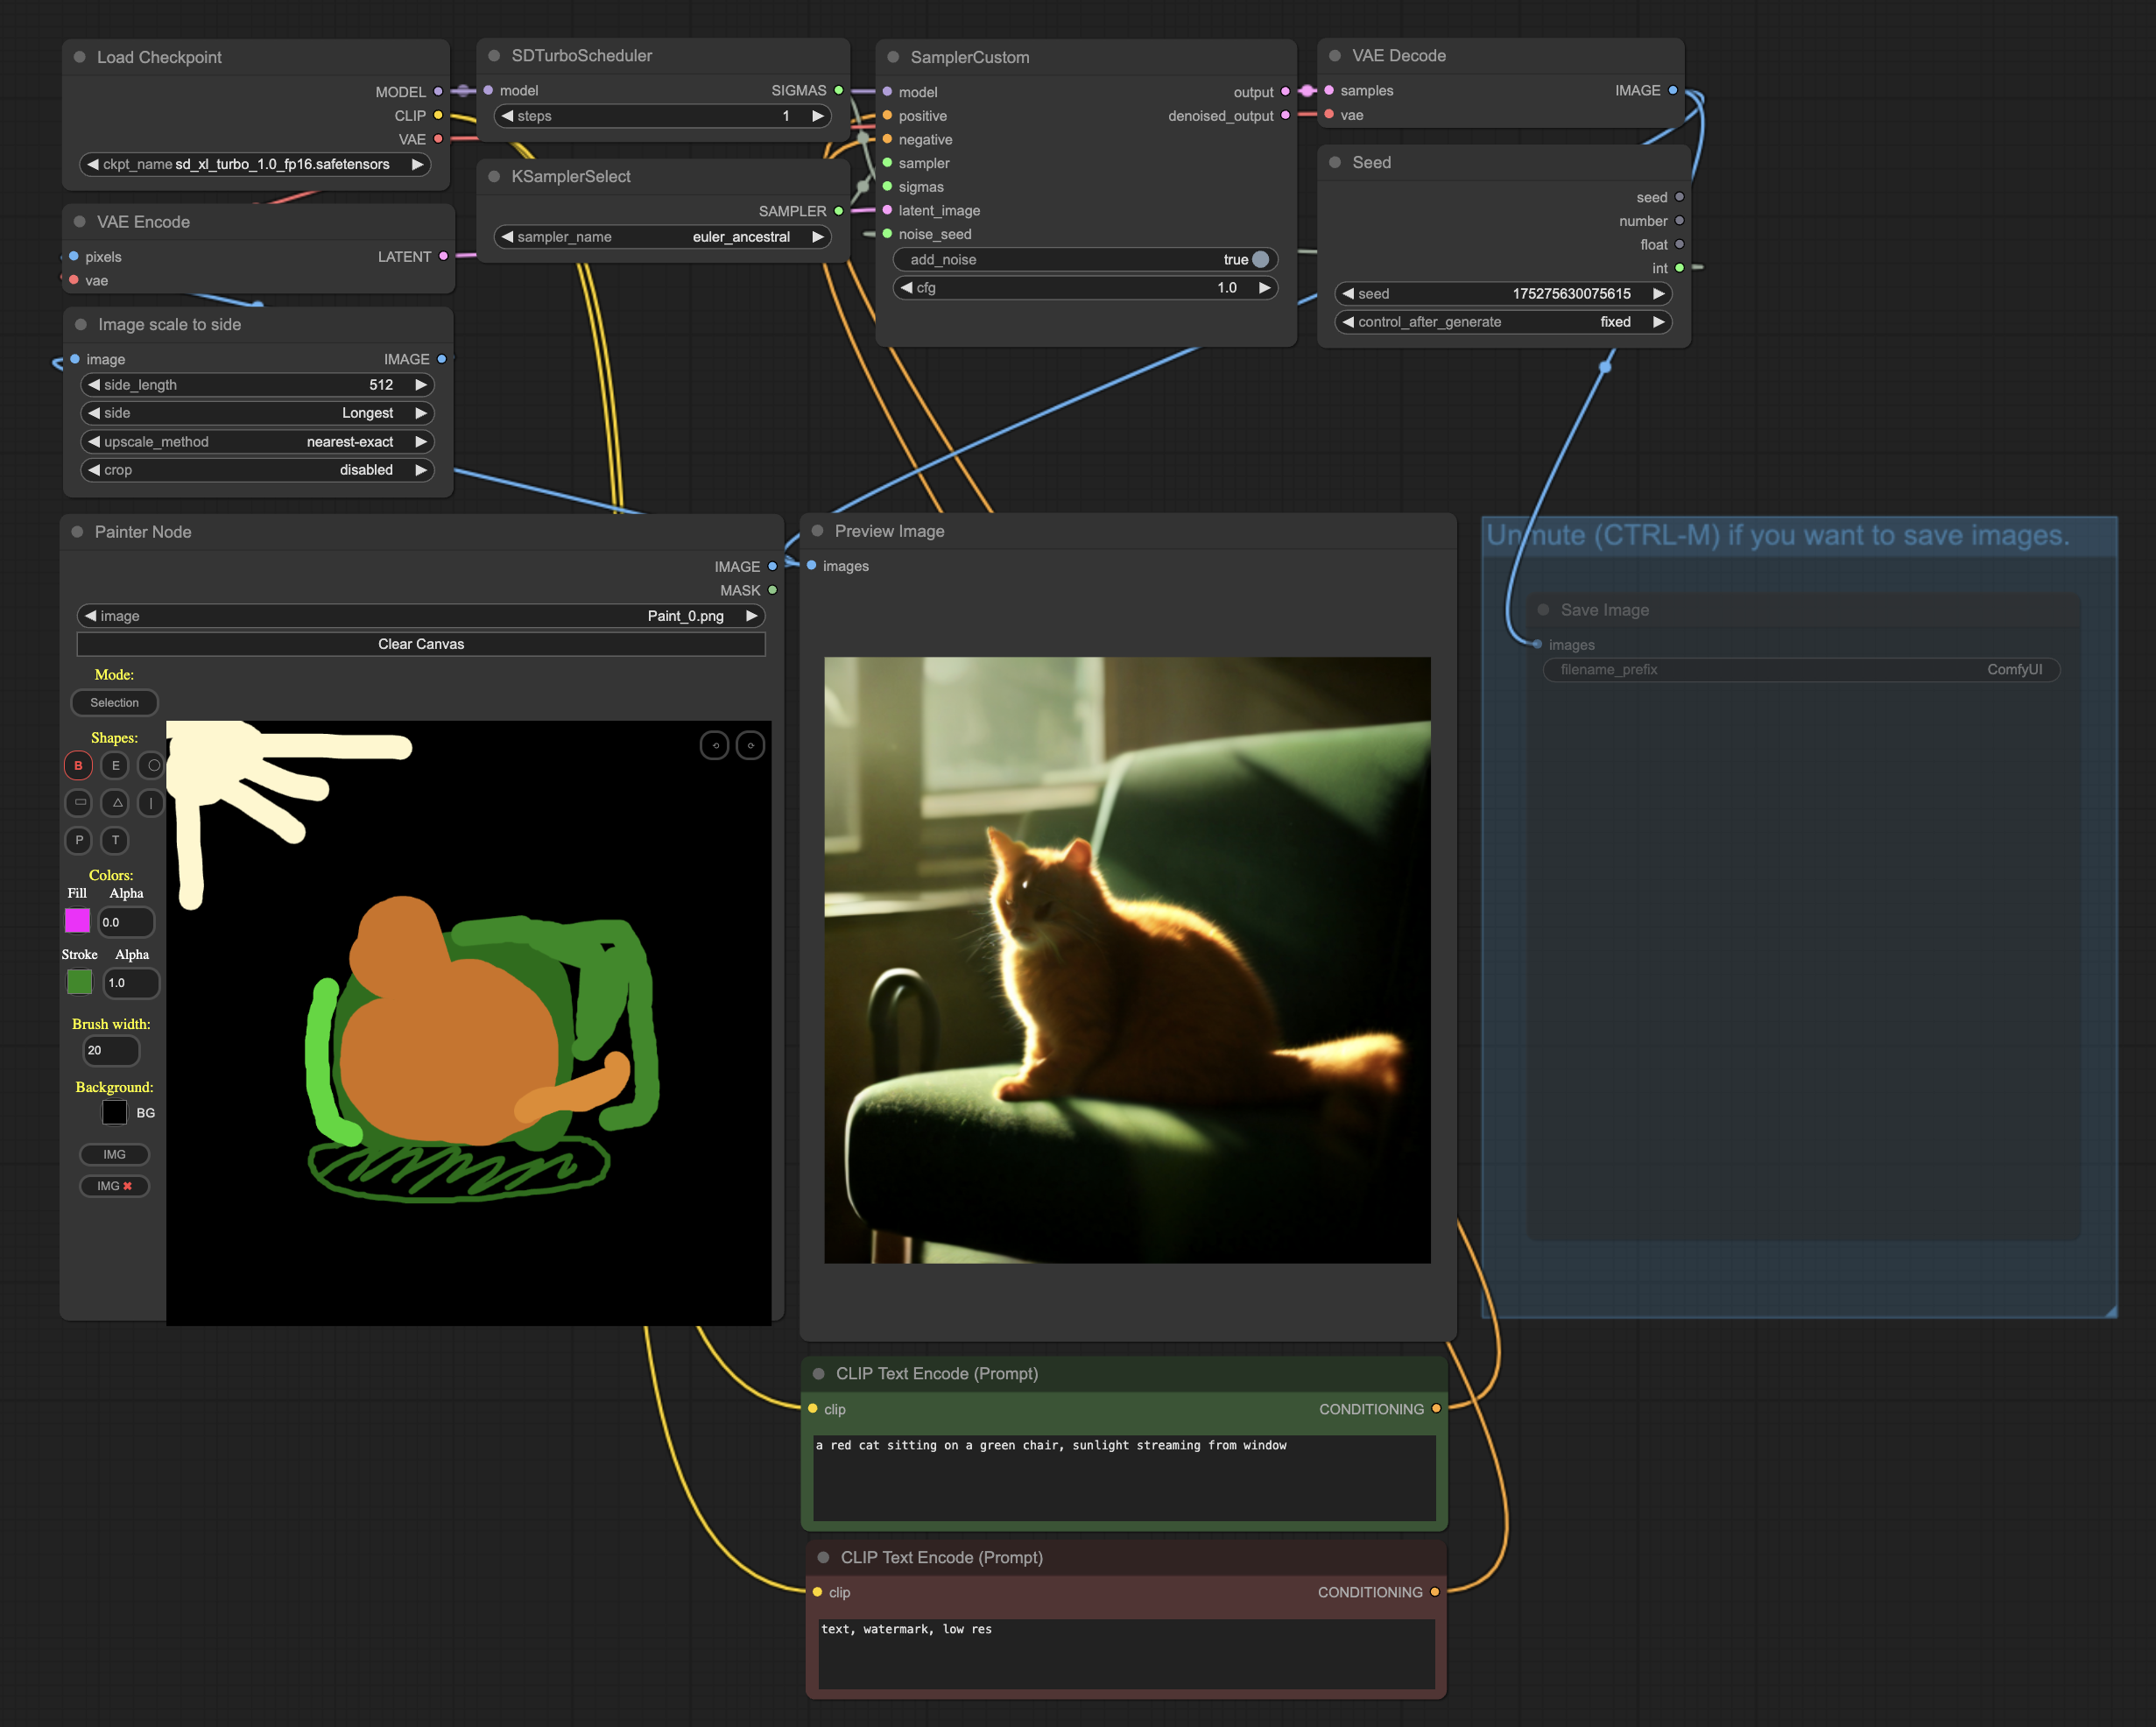 Load Checkpoint
MODEL
CLIP
VAE
ckpt_name sd_xl_turbo_1.0_fp16.safetensors
SDTurboScheduler
model SIGMAS
steps 1
KSamplerSelect
SAMPLER
sampler_name euler_ancestral
SamplerCustom
model output
positive denoised_output
negative
sampler
sigmas
latent_image
noise_seed
add_noise true
cfg 1.0
VAE Decode
samples IMAGE
vae
Seed
seed
number
float
int
seed 175275630075615
control_after_generate fixed
VAE Encode
pixels LATENT
vae
Image scale to side
image IMAGE
side_length 512
side Longest
upscale_method nearest-exact
crop disabled
Painter Node
IMAGE
MASK
image Paint_0.png
Clear Canvas
Mode:
Selection
Shapes:
B E
P T
Colors:
Fill Alpha
0.0
Stroke Alpha
1.0
Brush width:
20
Background:
BG
IMG
IMG
Preview Image
images
Unmute (CTRL-M) if you want to save images.
Save Image
images
filename_prefix ComfyUI
CLIP Text Encode (Prompt)
clip CONDITIONING
a red cat sitting on a green chair, sunlight streaming from window
CLIP Text Encode (Prompt)
clip CONDITIONING
text, watermark, low res